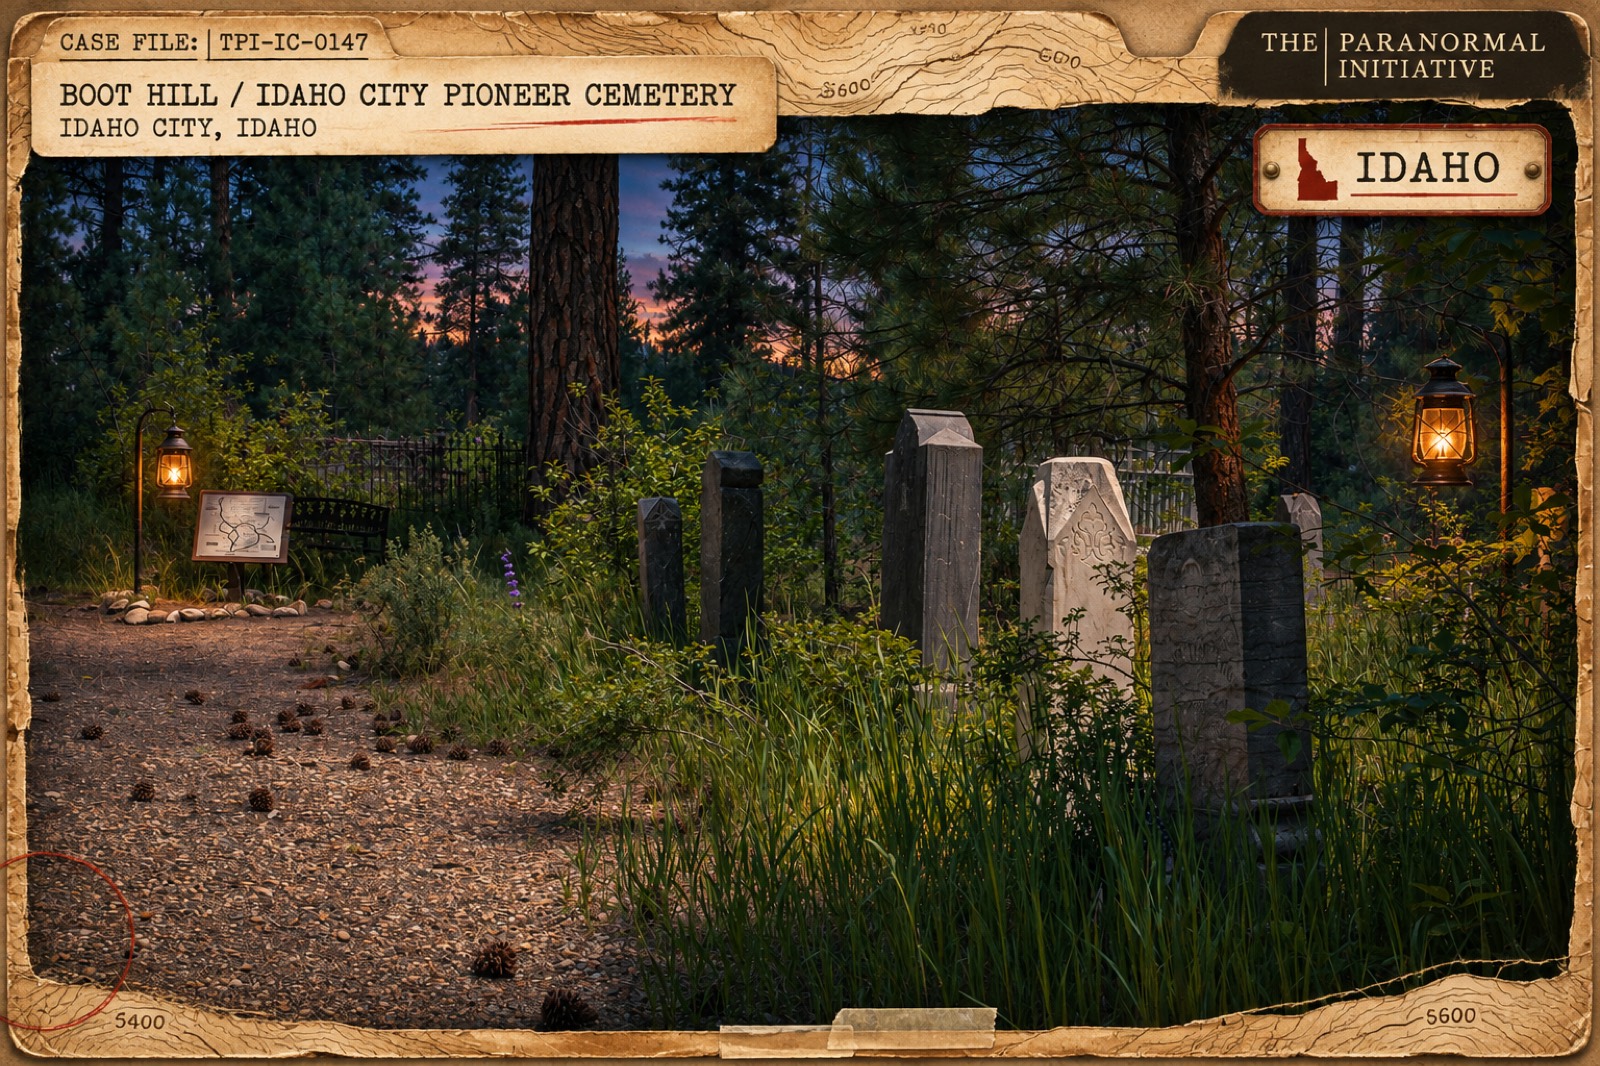 CASE FILE: TPI-IC-0147
BOOT HILL / IDAHO CITY PIONEER CEMETERY
IDAHO CITY, IDAHO
THE PARANORMAL
INITIATIVE
IDAHO
5400
5600